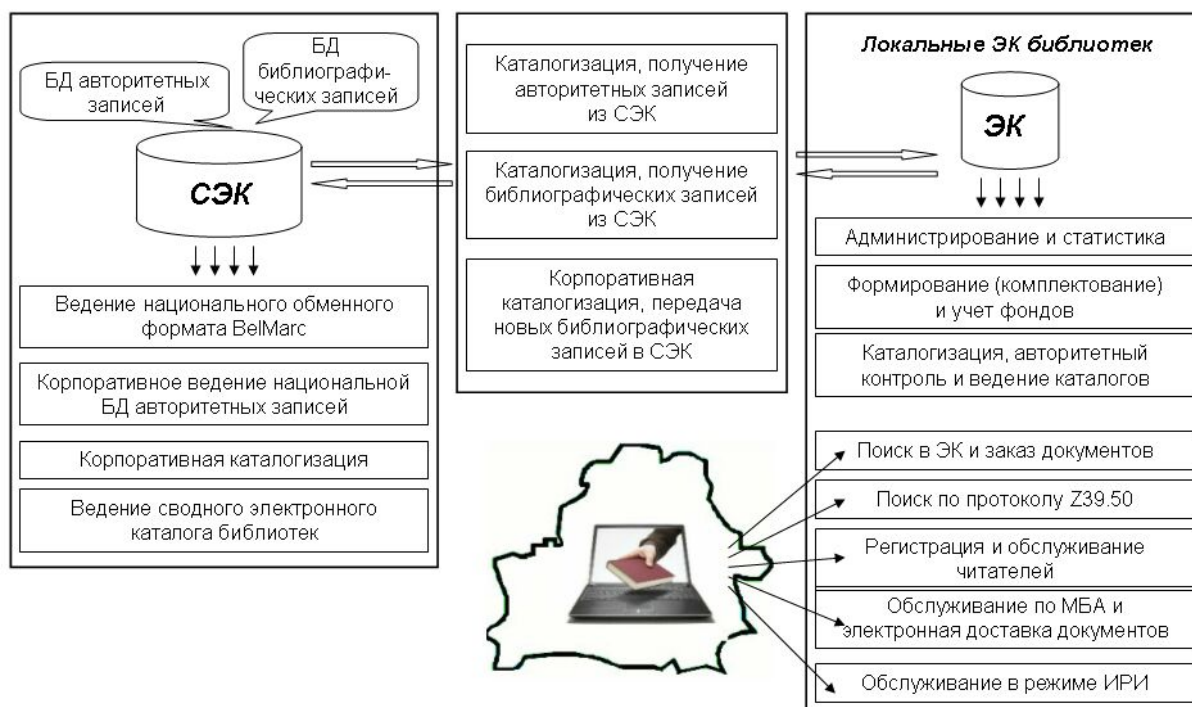 БД авторитетных
записей
БД
библиографи-
ческих записей
СЭК
Ведение национального обменного
формата BelMarc
Корпоративное ведение национальной
БД авторитетных записей
Корпоративная каталогизация
Ведение сводного электронного
каталога библиотек
Каталогизация, получение
авторитетных записей
из СЭК
Каталогизация, получение
библиографических записей
из СЭК
Корпоративная
каталогизация, передача
новых библиографических
записей в СЭК
Локальные ЭК библиотек
ЭК
Администрирование и статистика
Формирование (комплектование)
и учет фондов
Каталогизация, авторитетный
контроль и ведение каталогов
Поиск в ЭК и заказ документов
Поиск по протоколу Z39.50
Регистрация и обслуживание
читателей
Обслуживание по МБА и
электронная доставка документов
Обслуживание в режиме ИРИ